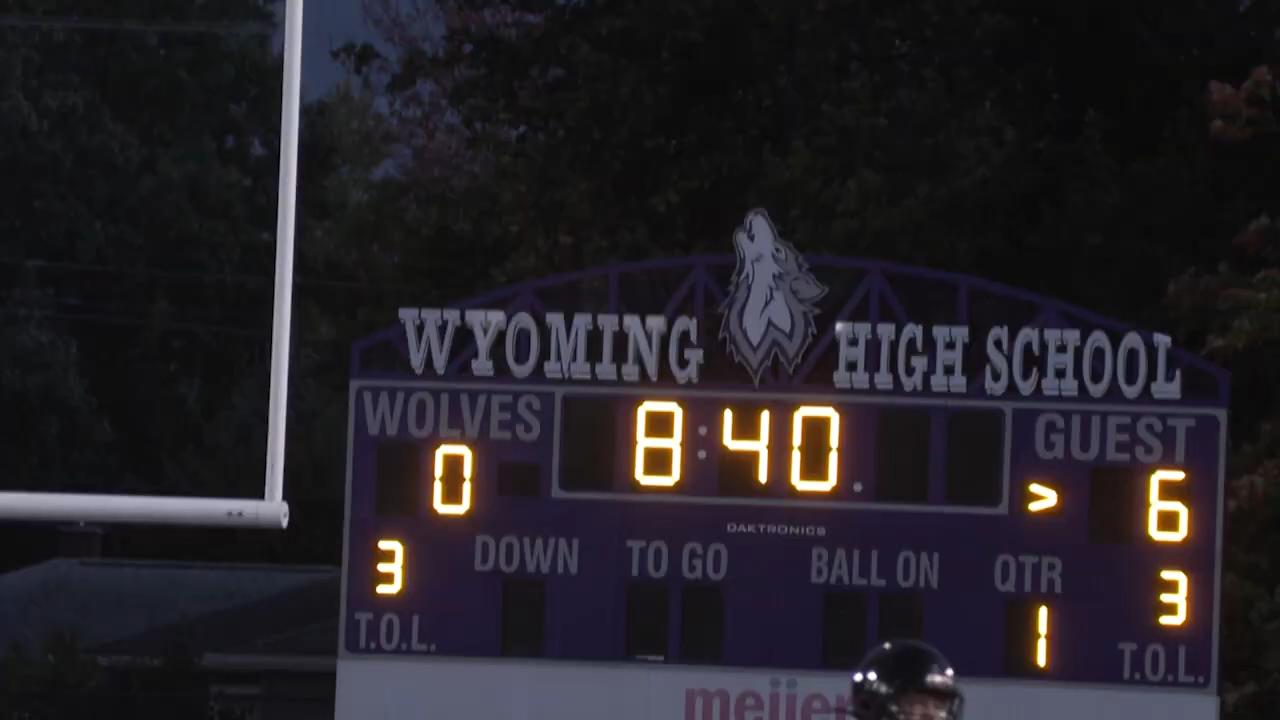 WYOMING HIGH SCHOOL
WOLVES 8:40. GUEST
0 > 6
DAKTRONICS
3 DOWN TO GO BALL ON QTR 3
T.O.L. 1 T.O.L.
meijer